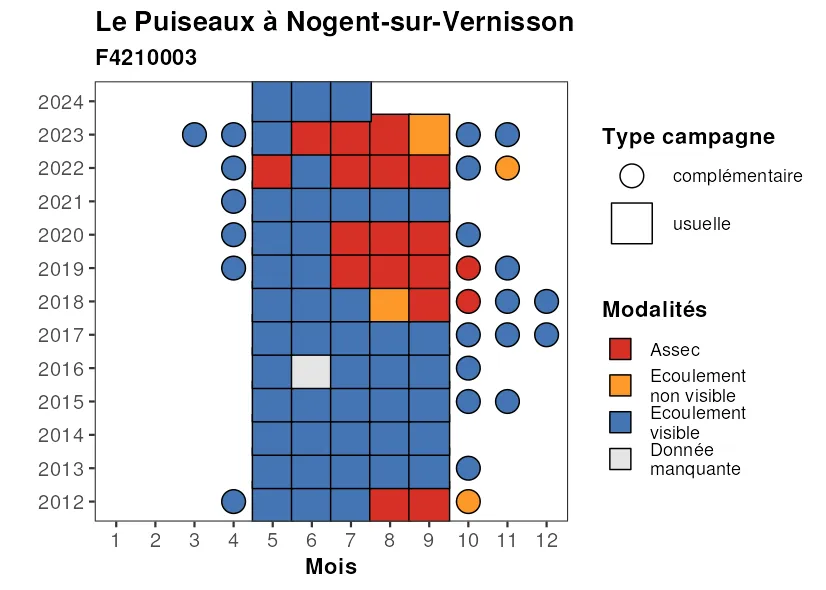 Le Puiseaux à Nogent-sur-Vernisson
F4210003
2024
2023
2022
2021
2020
2019
2018
2017
2016
2015
2014
2013
2012
1 2 3 4 5 6 7 8 9 10 11 12
Mois
Type campagne
complémentaire
usuelle
Modalités
Assec
Ecoulement
non visible
Ecoulement
visible
Donnée
manquante